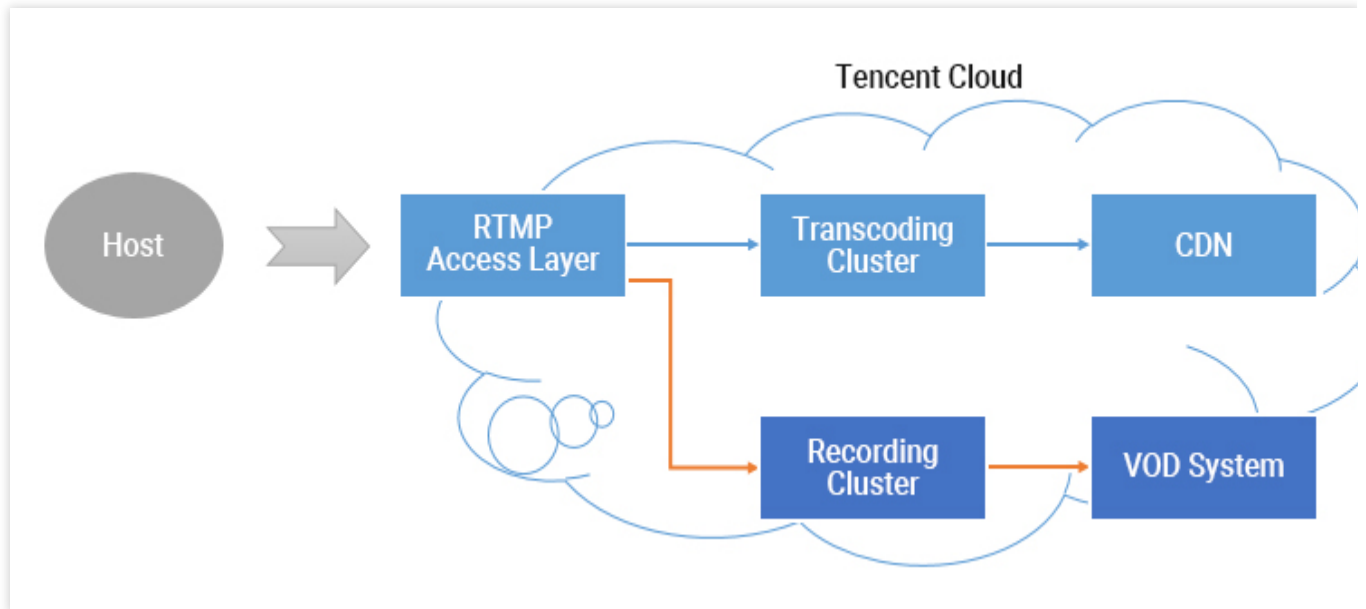 Tencent Cloud
Host
RTMP
Access Layer
Transcoding
Cluster
CDN
Recording
Cluster
VOD System